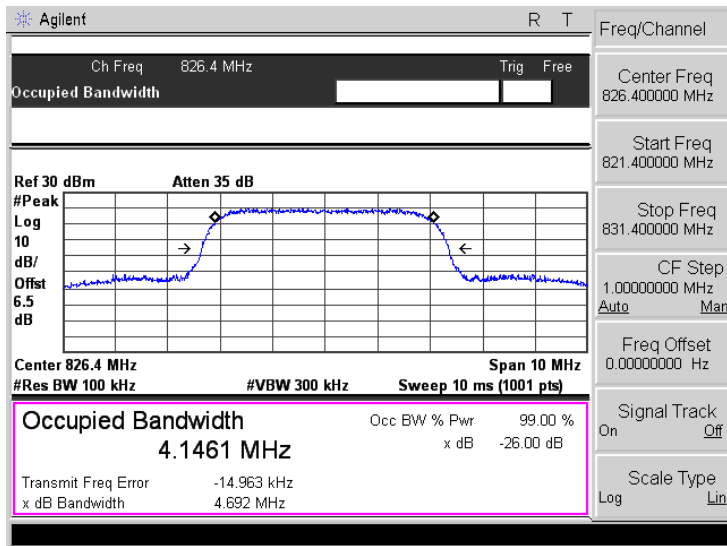 Agilent R T
Ch Freq 826.4 MHz Trig Free
Occupied Bandwidth
Ref 30 dBm Atten 35 dB
#Peak
Log
10
dB/
Offst
6.5
dB
Center 826.4 MHz Span 10 MHz
#Res BW 100 kHz #VBW 300 kHz Sweep 10 ms (1001 pts)
Occupied Bandwidth Occ BW % Pwr 99.00 %
4.1461 MHz x dB -26.00 dB
Transmit Freq Error -14.963 kHz
x dB Bandwidth 4.692 MHz
Freq/Channel
Center Freq
826.400000 MHz
Start Freq
821.400000 MHz
Stop Freq
831.400000 MHz
CF Step
1.00000000 MHz
Auto Man
Freq Offset
0.00000000 Hz
Signal Track
On Off
Scale Type
Log Lin